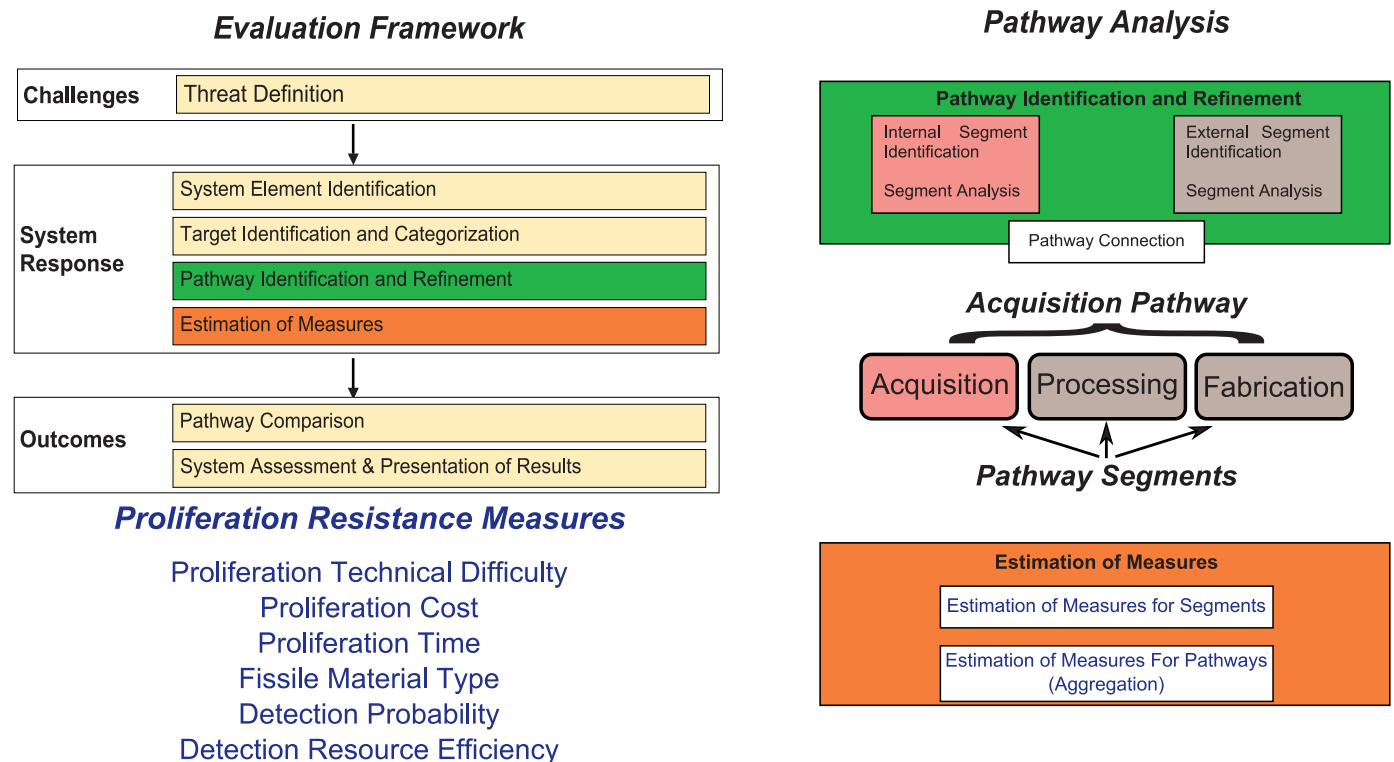 Evaluation Framework
Challenges
Threat Definition
System
Response
System Element Identification
Target Identification and Categorization
Pathway Identification and Refinement
Estimation of Measures
Outcomes
Pathway Comparison
System Assessment & Presentation of Results
Proliferation Resistance Measures
Proliferation Technical Difficulty
Proliferation Cost
Proliferation Time
Fissile Material Type
Detection Probability
Detection Resource Efficiency
Pathway Analysis
Pathway Identification and Refinement
Internal Segment
Identification
Segment Analysis
External Segment
Identification
Segment Analysis
Pathway Connection
Acquisition Pathway
Acquisition
Processing
Fabrication
Pathway Segments
Estimation of Measures
Estimation of Measures for Segments
Estimation of Measures For Pathways
(Aggregation)